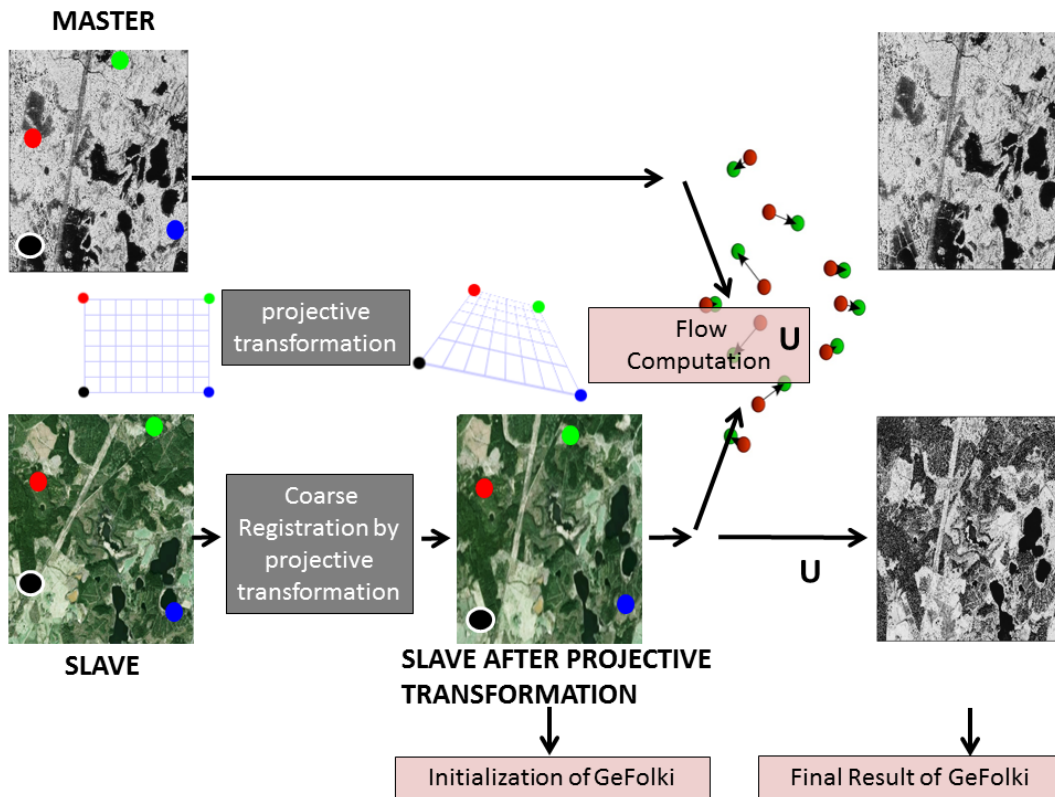 MASTER
projective
transformation
Flow
Computation
U
Coarse
Registration by
projective
transformation
U
SLAVE
SLAVE AFTER PROJECTIVE
TRANSFORMATION
Initialization of GeFolki
Final Result of GeFolki